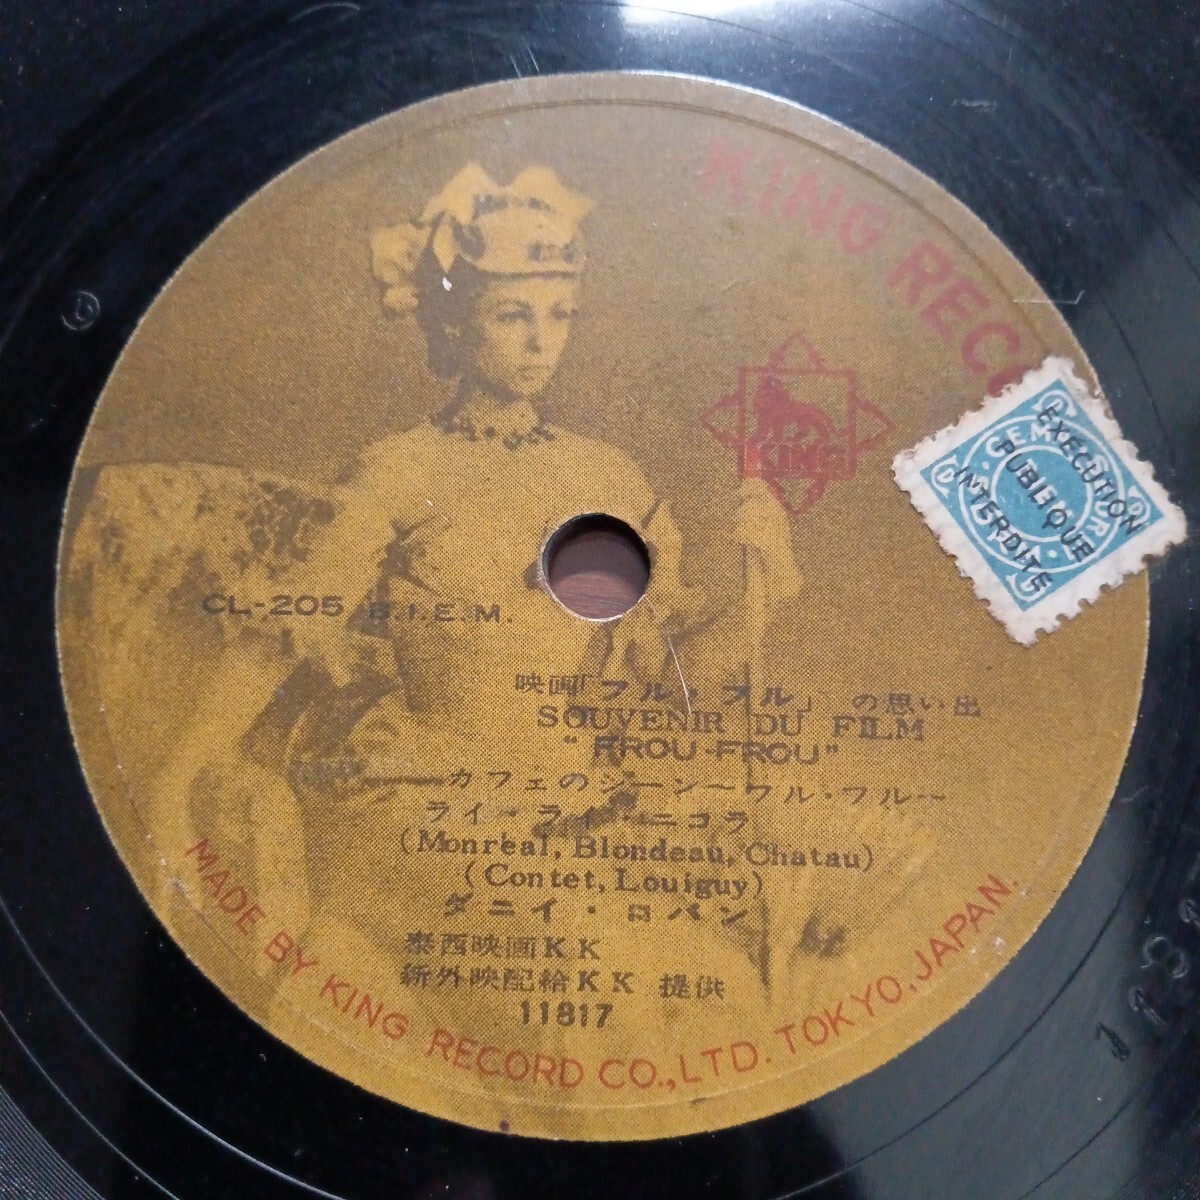 KING RECO
KING
EXECUTION
PUBLIQUE
INTERDITE
CL-205 B.I.E.M.
映画「フル・フル」の思い出
SOUVENIR DU FILM
"FROU-FROU"
——カフェのシーン〜フル・フル——
ライ・ライ・ニコラ
(Monreal, Blondeau, Chatau)
(Contet, Louiguy)
ダニイ・ロバン
泰西映画KK
新外映配給KK 提供
11817
MADE BY KING RECORD CO., LTD. TOKYO, JAPAN.